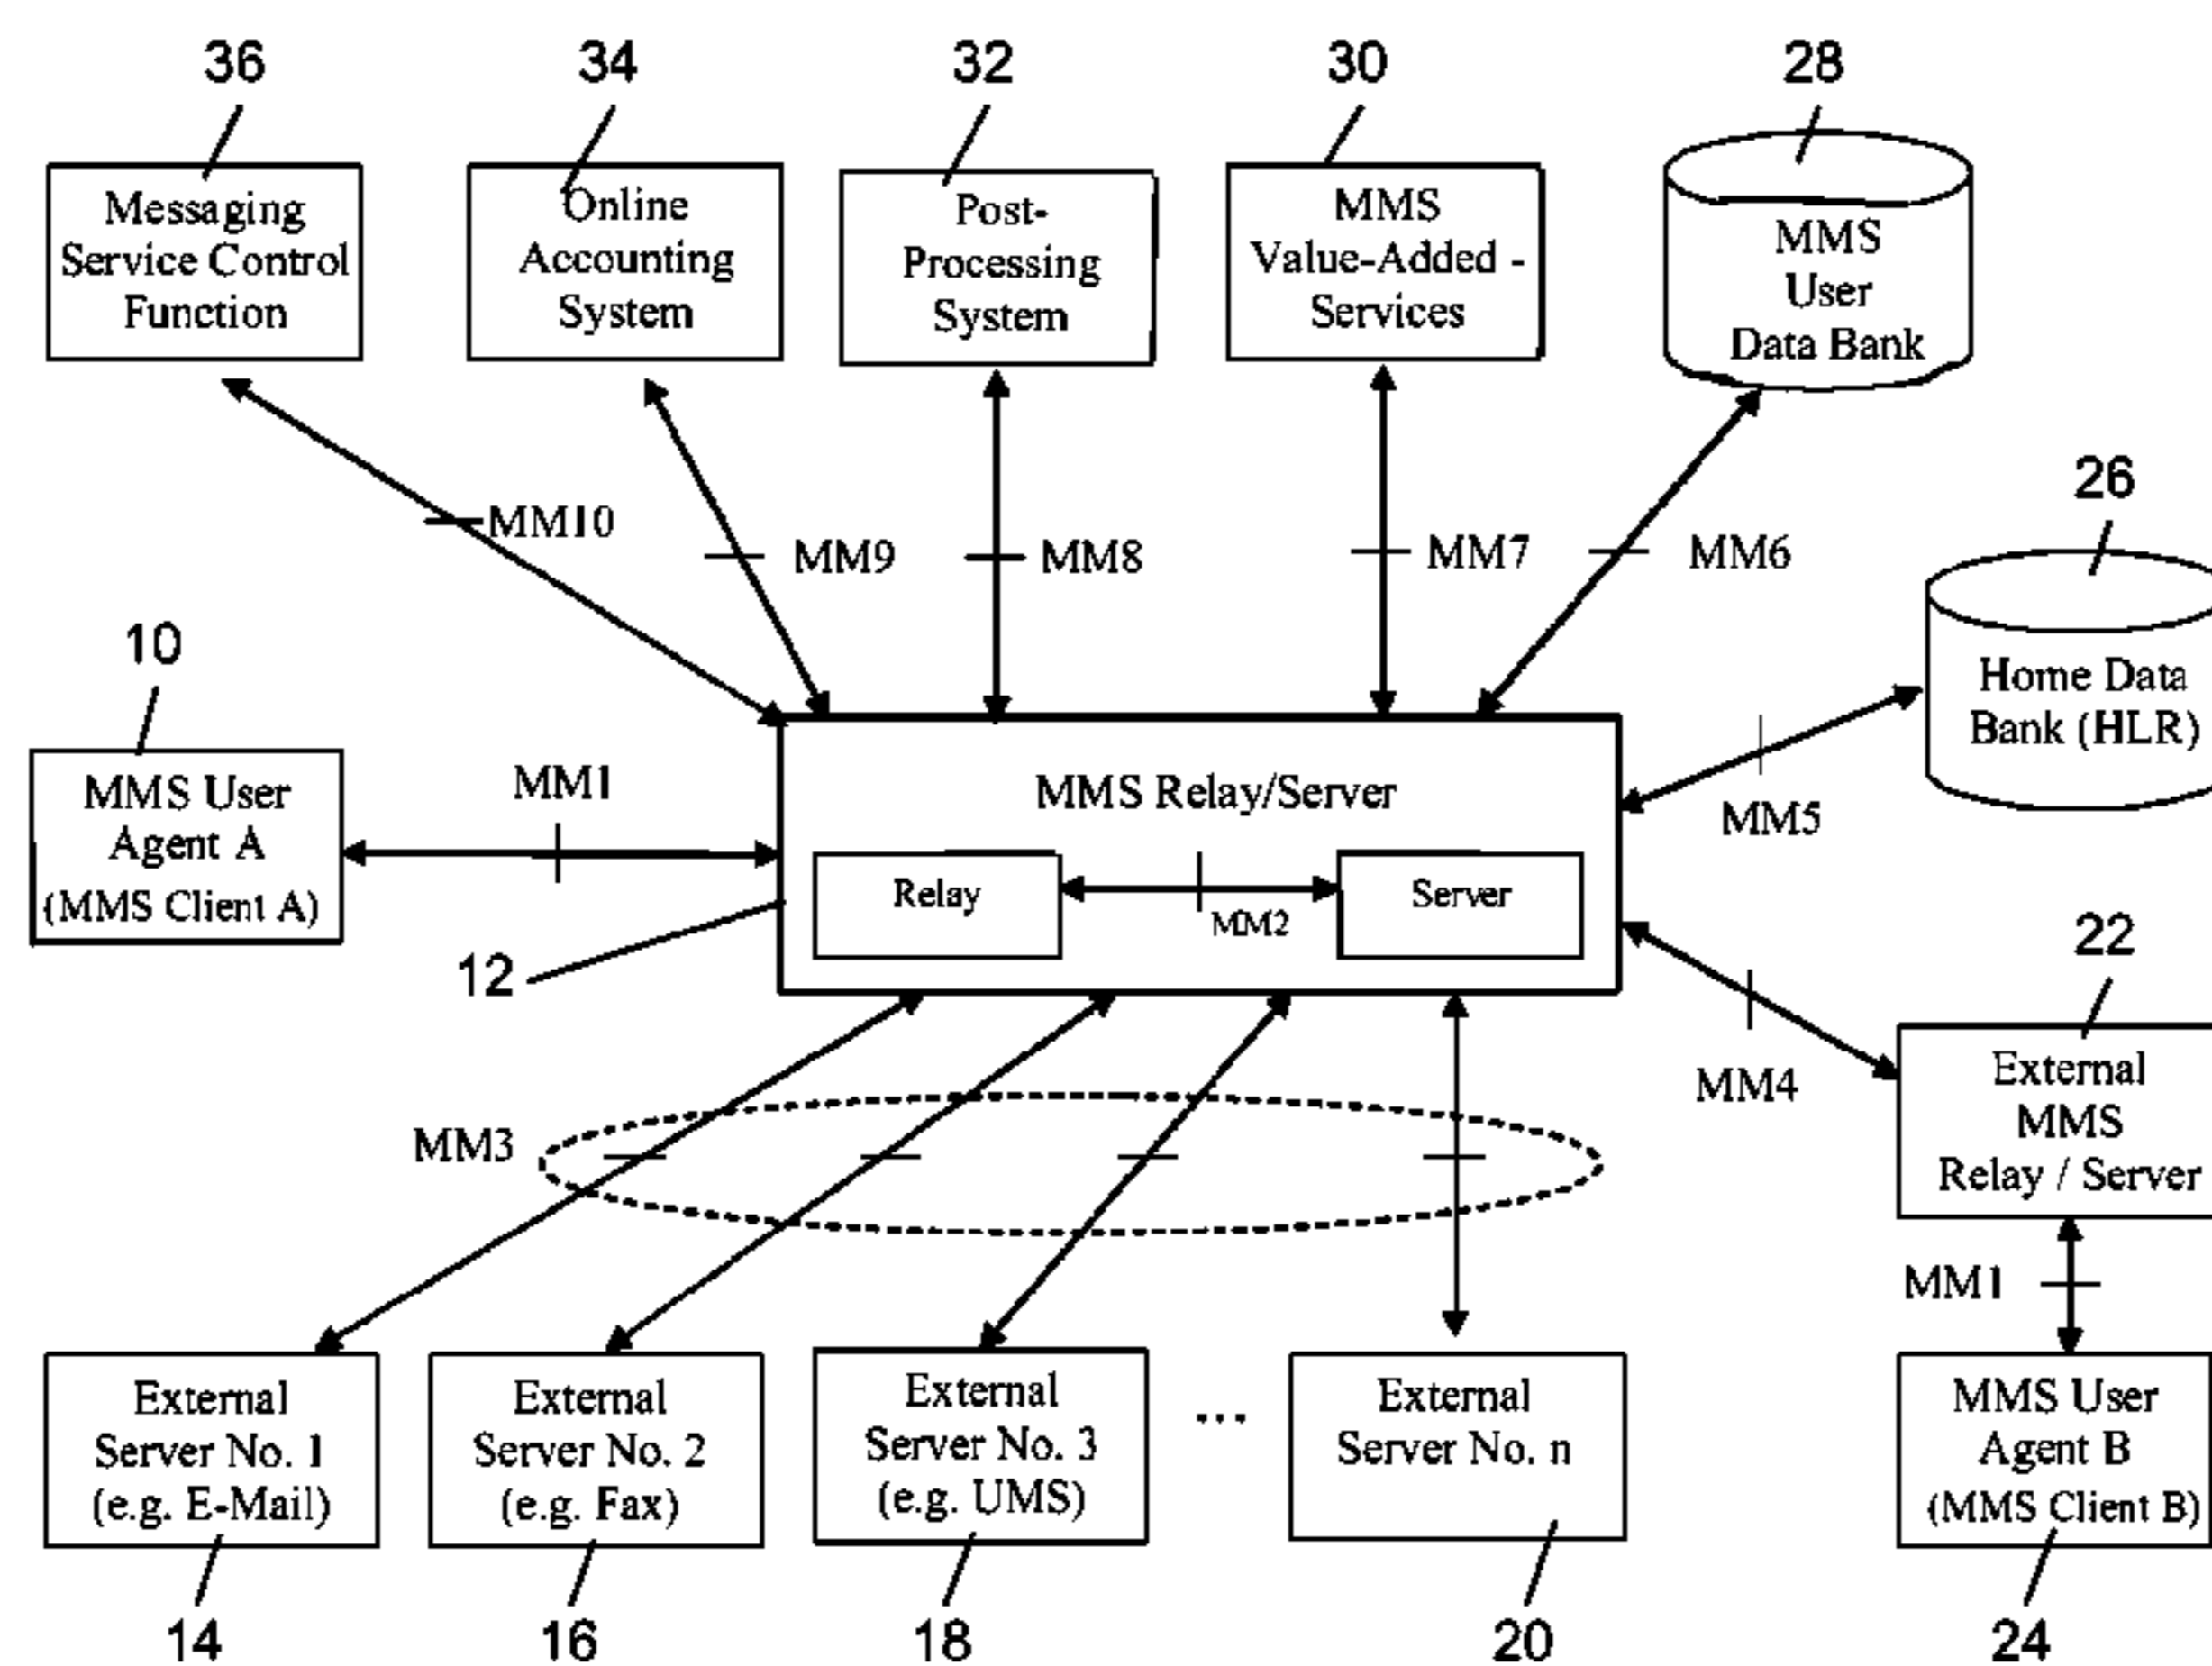 36
34
32
30
28
Messaging
Service Control
Function
Online
Accounting
System
Post-
Processing
System
MMS
Value-Added -
Services
MMS
User
Data Bank
26
MM10
MM9
MM8
MM7
MM6
Home Data
Bank (HLR)
10
MMS User
Agent A
(MMS Client A)
MM1
MMS Relay/Server
Relay
MM2
Server
MM5
12
22
MM4
External
MMS
Relay / Server
MM3
MM1
External
Server No. 1
(e.g. E-Mail)
External
Server No. 2
(e.g. Fax)
External
Server No. 3
(e.g. UMS)
...
External
Server No. n
MMS User
Agent B
(MMS Client B)
14
16
18
20
24